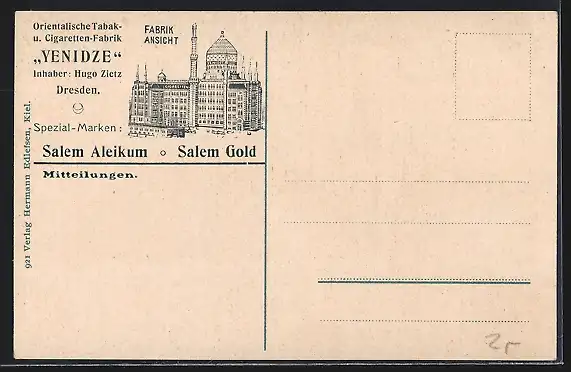 Orientalische Tabak-
u. Cigaretten-Fabrik
„YENIDZE“
Inhaber: Hugo Zietz
Dresden.
FABRIK
ANSICHT
Spezial-Marken:
Salem Aleikum o Salem Gold
Mitteilungen.
921 Verlag Hermann Edlefsen, Kiel.